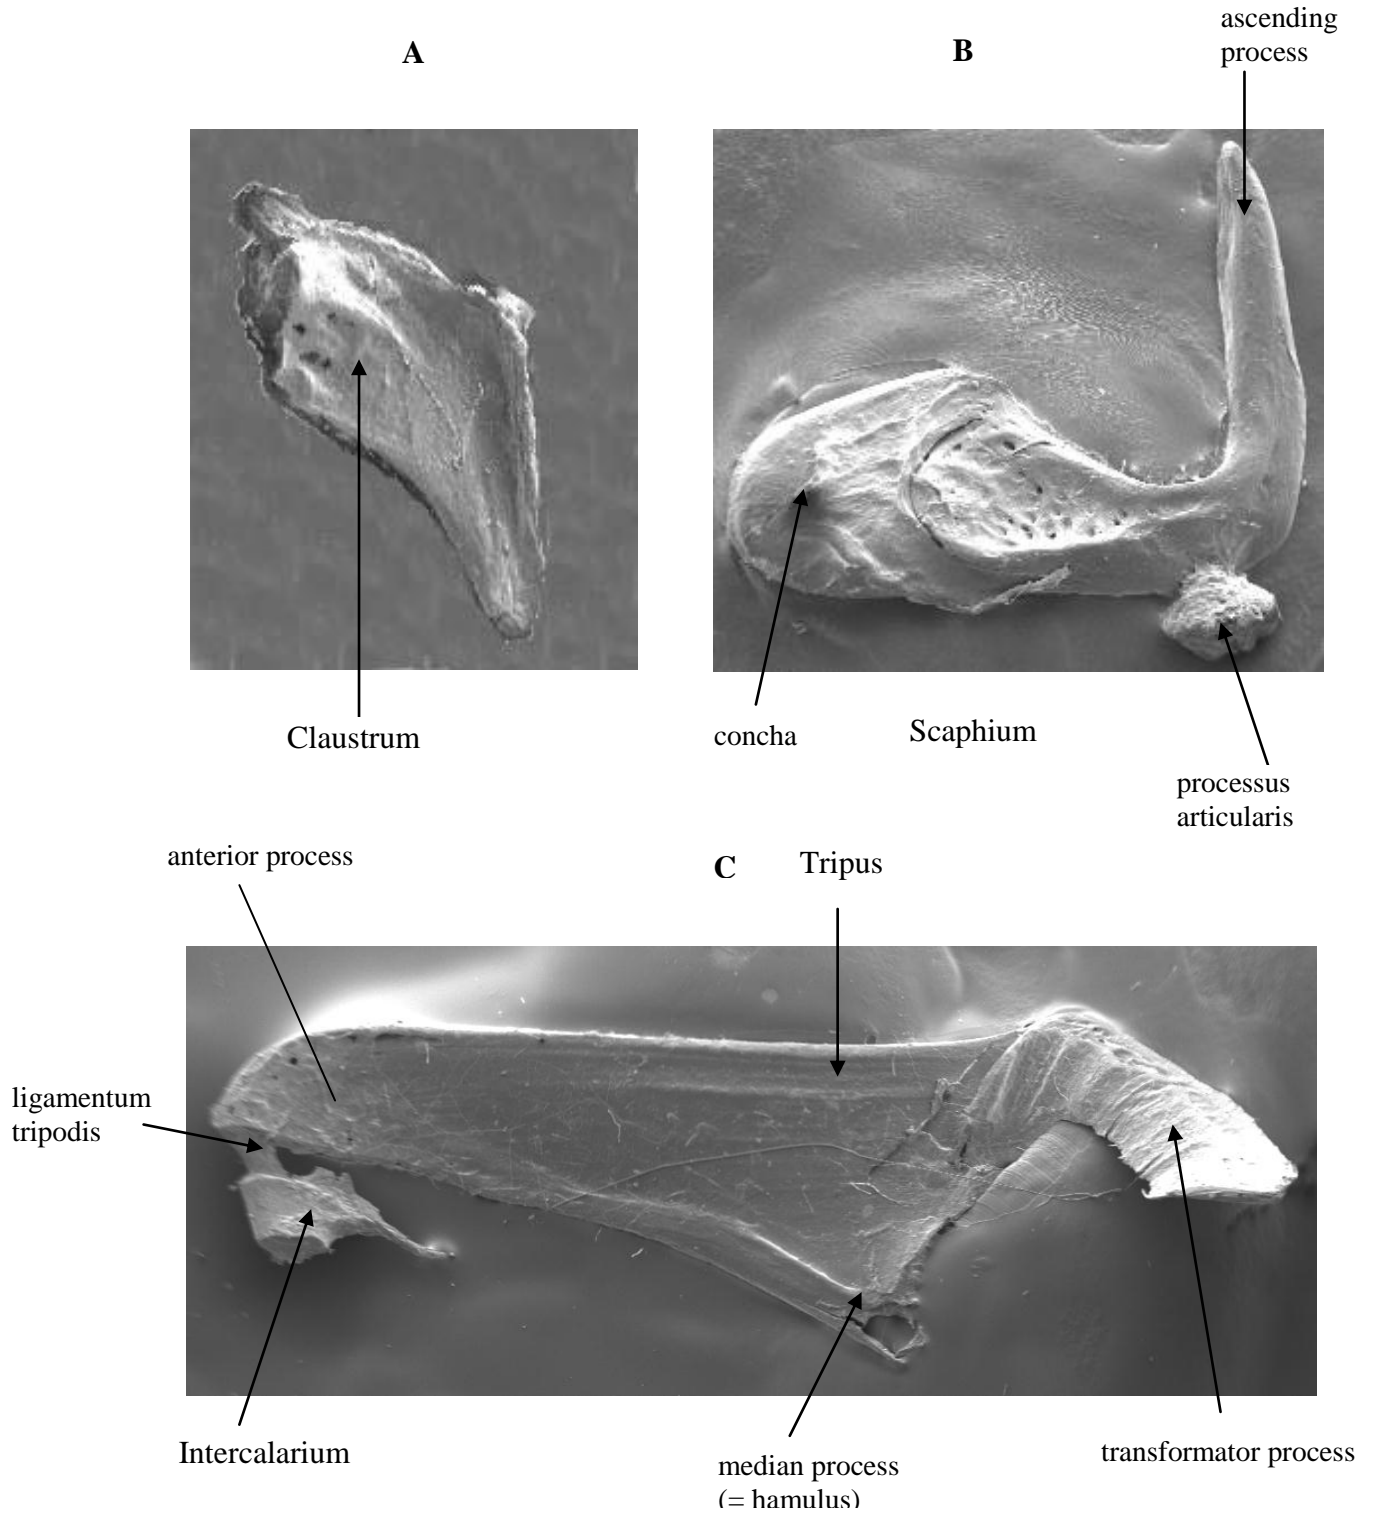 A
B
ascending
process
Claustrum
concha
Scaphium
processus
articularis
anterior process
C
Tripus
ligamentum
tripodis
Intercalarium
median process
(= hamulus)
transformator process